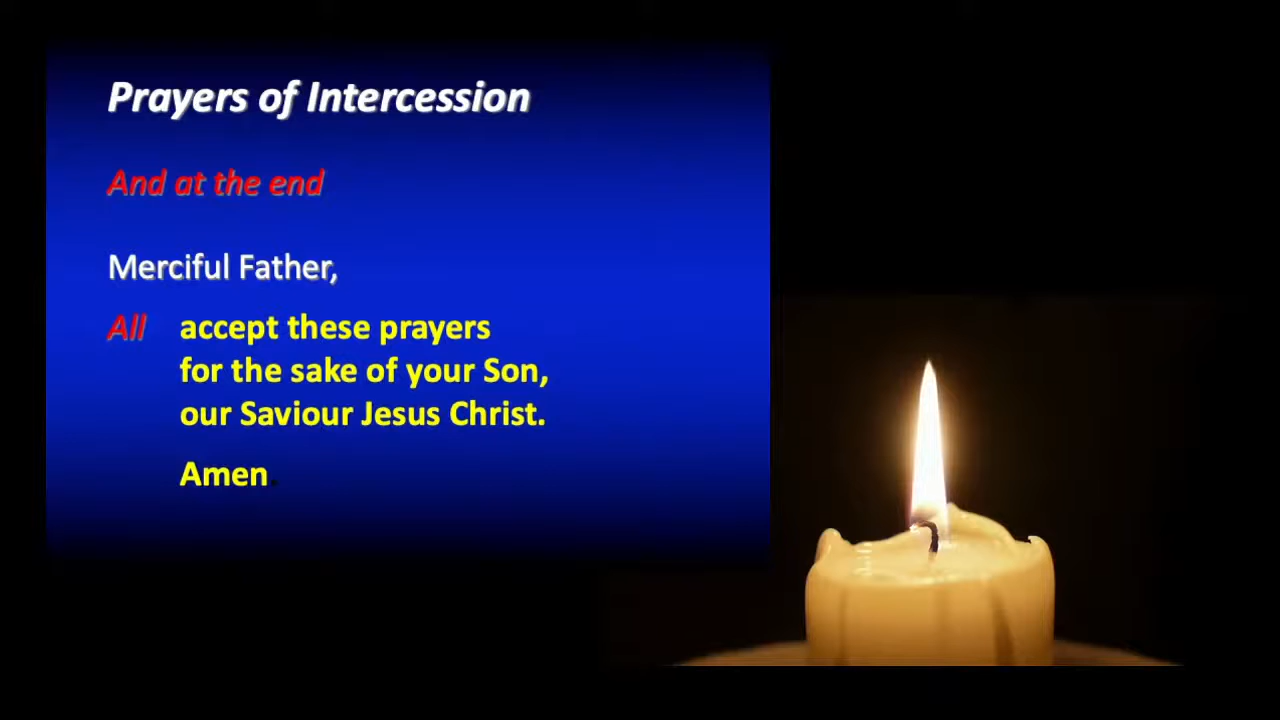 Prayers of Intercession
And at the end
Merciful Father,
All accept these prayers
for the sake of your Son,
our Saviour Jesus Christ.
Amen.